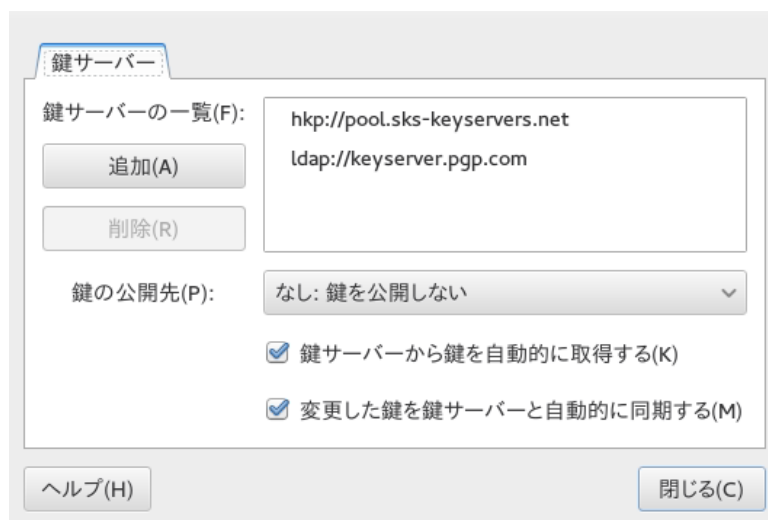 鍵サーバー
鍵サーバーの一覧(F):
hkp://pool.sks-keyservers.net
ldap://keyserver.pgp.com
追加(A)
削除(R)
鍵の公開先(P):
なし: 鍵を公開しない
鍵サーバーから鍵を自動的に取得する(K)
変更した鍵を鍵サーバーと自動的に同期する(M)
ヘルプ(H)
閉じる(C)